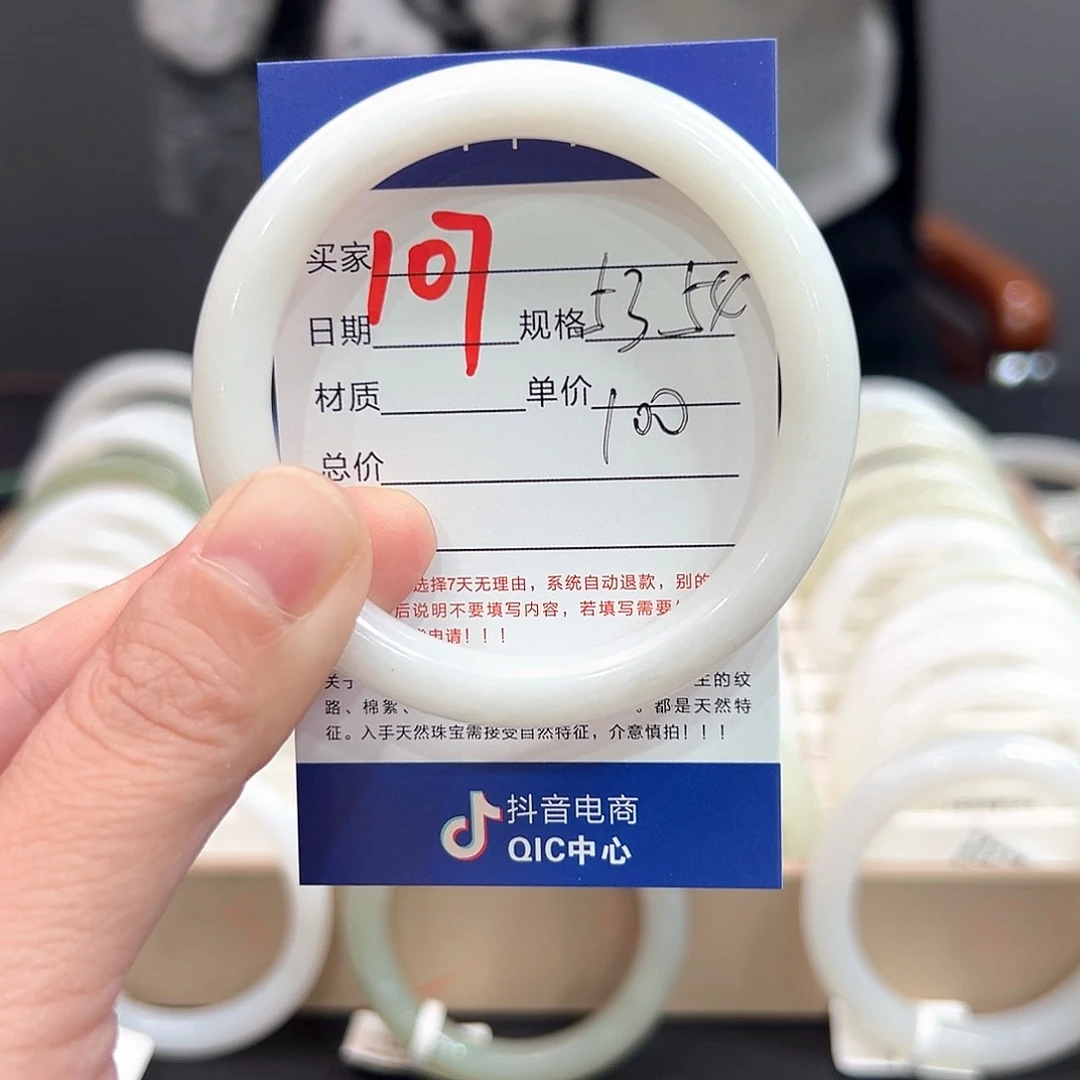 买家 107
日期 规格 53_54
材质 单价 100
总价
选择7天无理由，系统自动退款，别的
后说明不要填写内容，若填写需要
申请！！！
关于 的纹
路、棉絮、 。都是天然特
征。入手天然珠宝需接受自然特征，介意慎拍！！！
抖音电商
QIC中心